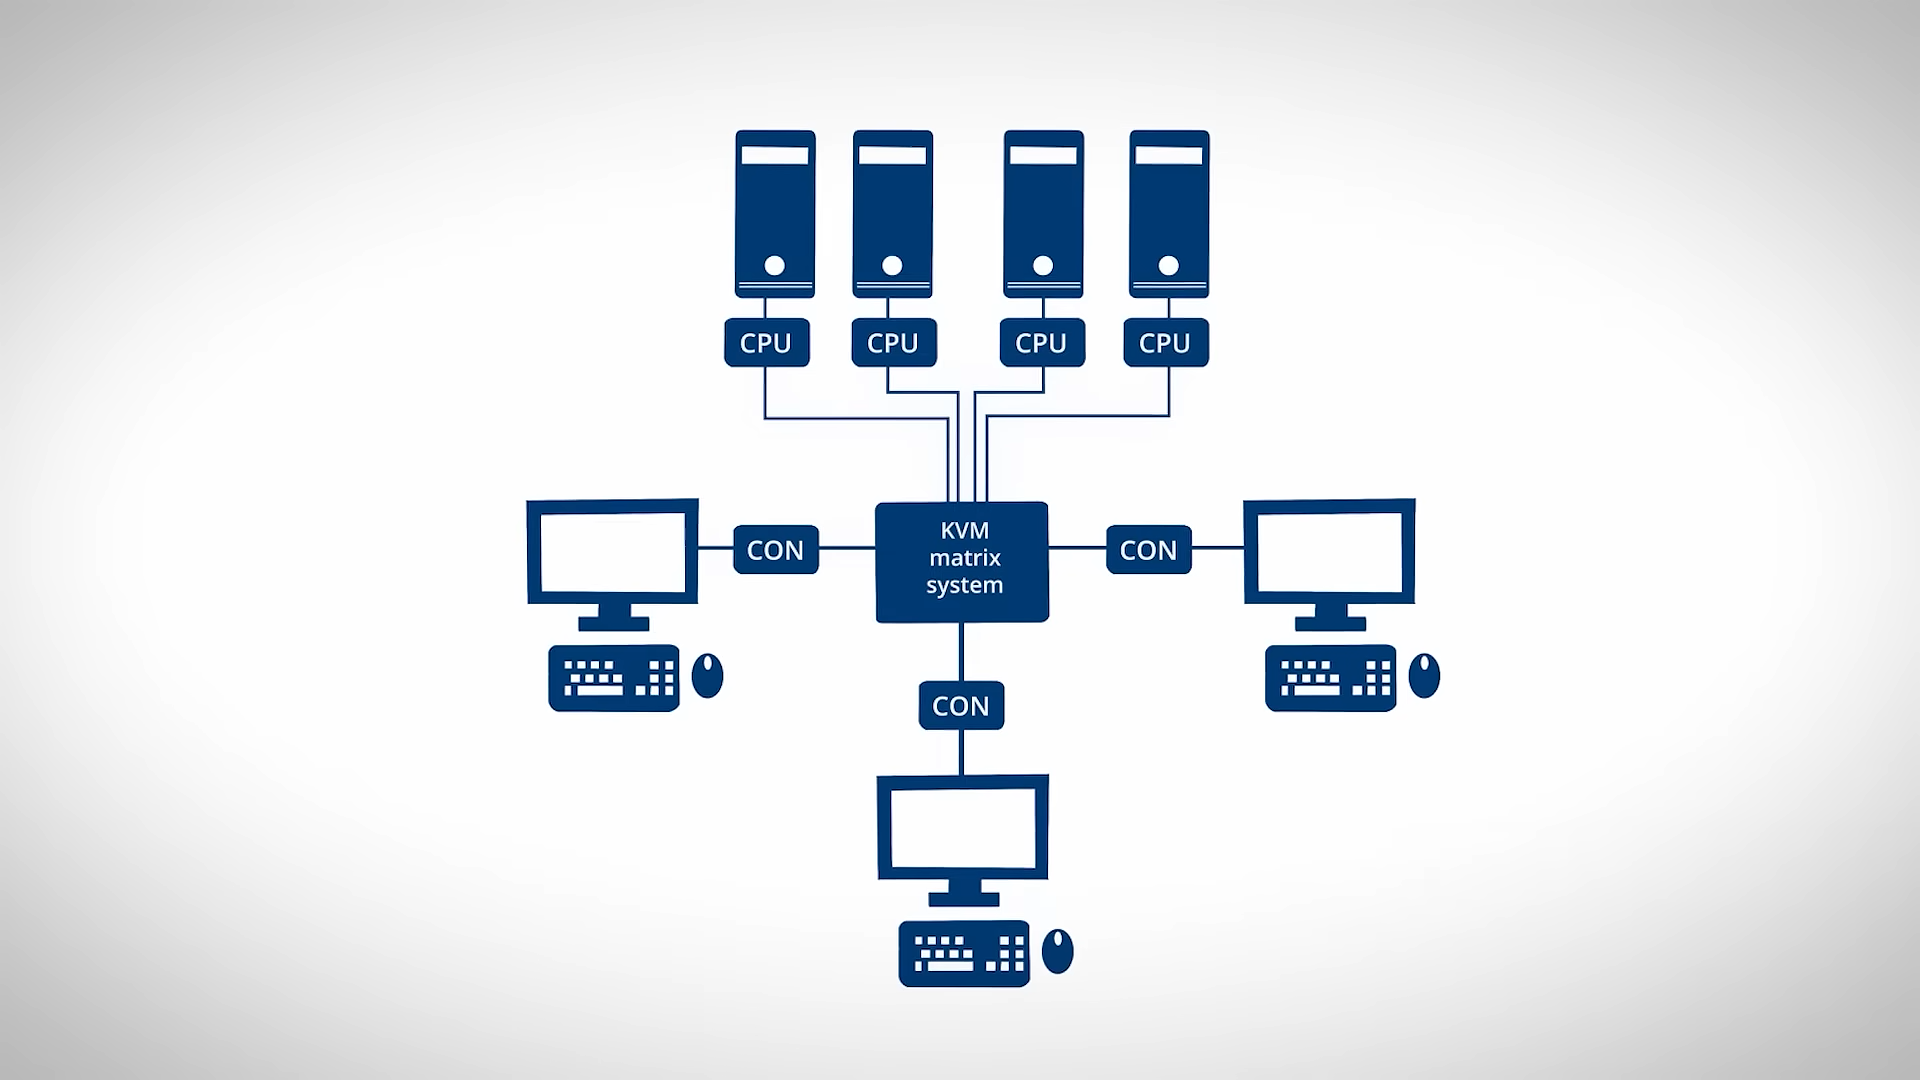 CPU
CPU
CPU
CPU
CON
KVM
matrix
system
CON
CON